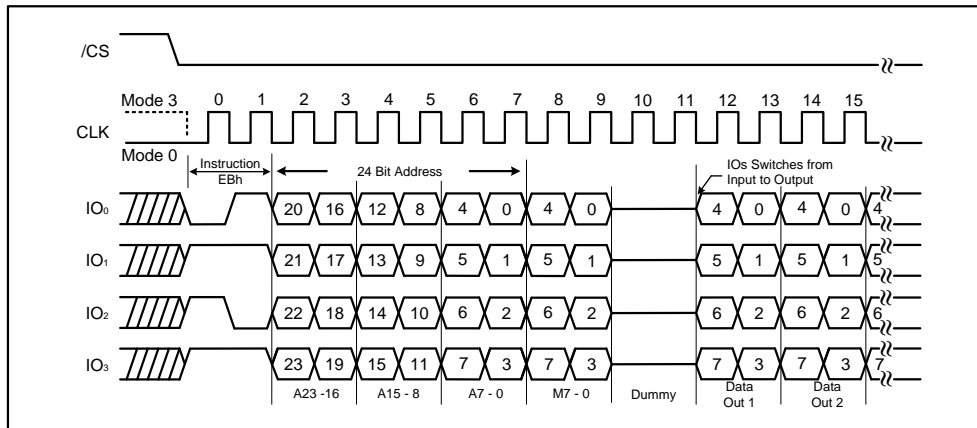 /CS
Mode 3 0 1 2 3 4 5 6 7 8 9 10 11 12 13 14 15
CLK
Mode 0
Instruction
EBh
24 Bit Address
IOs Switches from
Input to Output
IO₀ 20 16 12 8 4 0 4 0 4 0 4 0 4
IO₁ 21 17 13 9 5 1 5 1 5 1 5 1 5
IO₂ 22 18 14 10 6 2 6 2 6 2 6 2 6
IO₃ 23 19 15 11 7 3 7 3 7 3 7 3 7
A23 -16 A15 - 8 A7 - 0 M7 - 0 Dummy Data Data
Out 1 Out 2